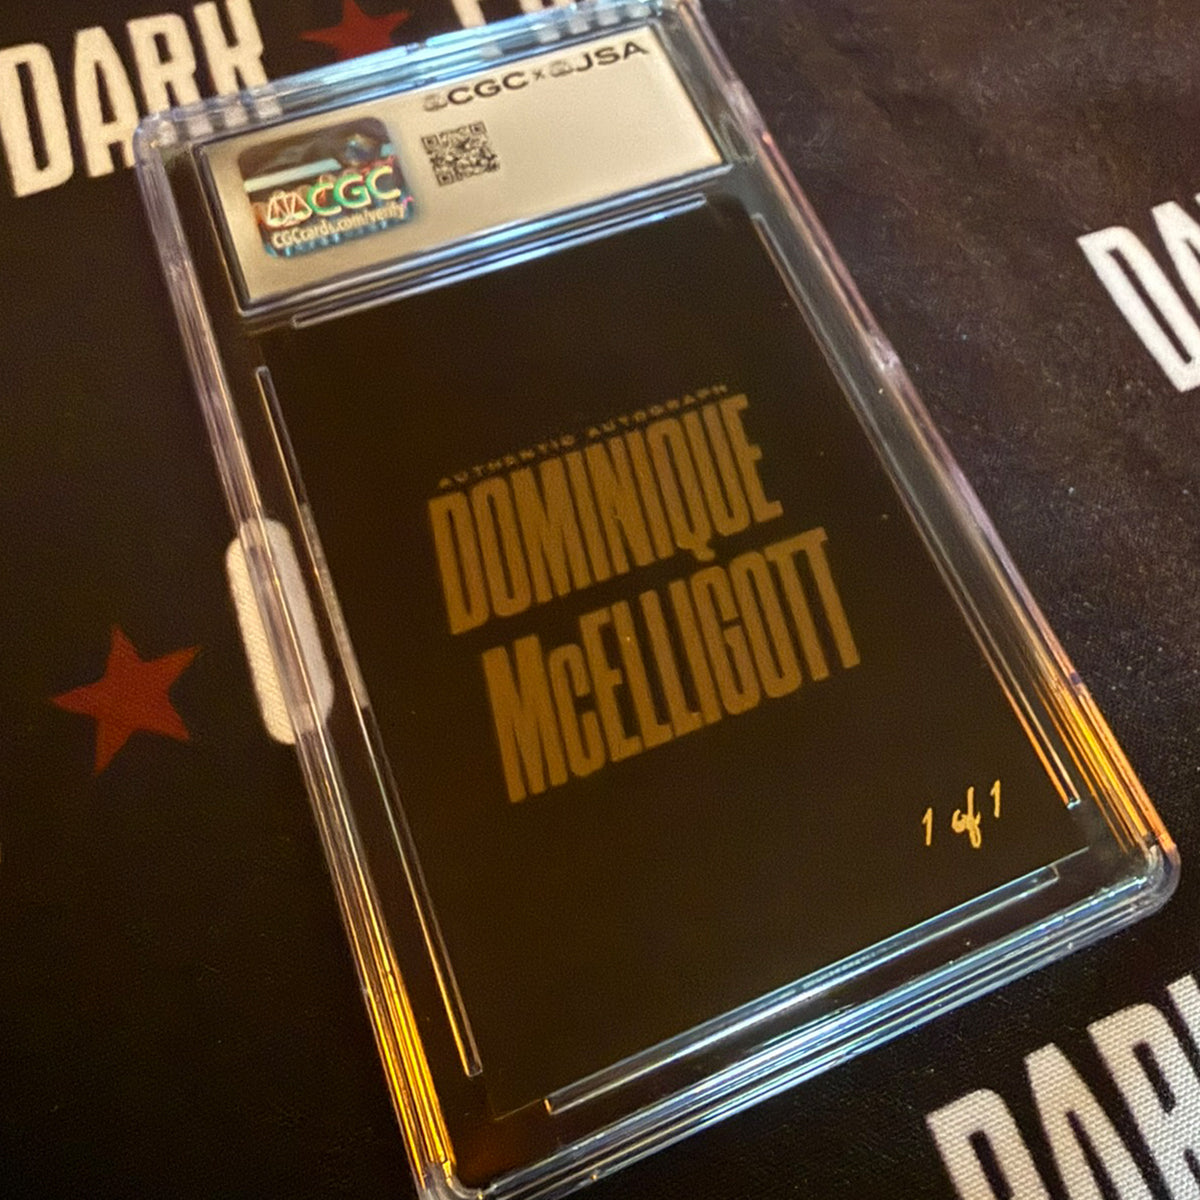 DARK
CGC x JSA
CGC
CGCcards.com/verify
AUTHENTIC AUTOGRAPH
DOMINIQUE
McELLIGOTT
1 of 1
DARK